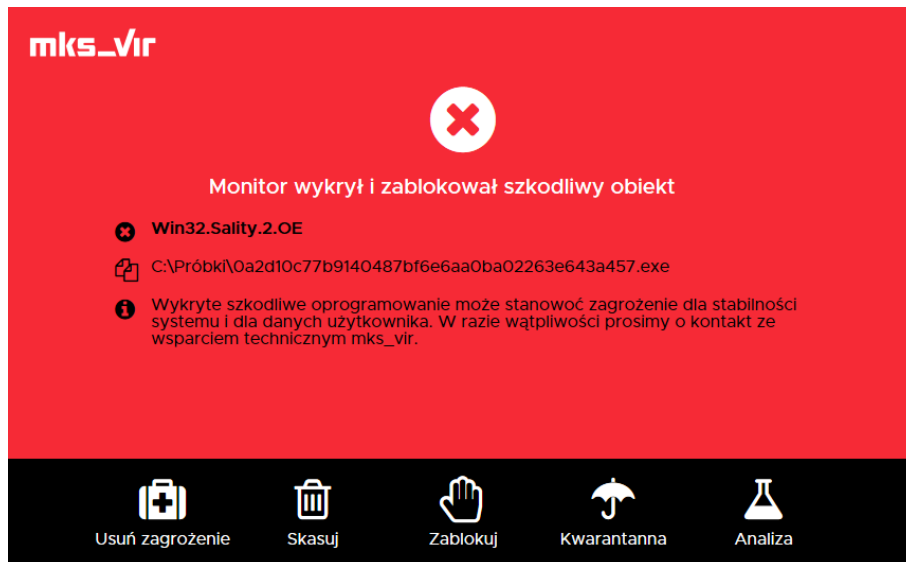 mks_vir
Monitor wykrył i zablokował szkodliwy obiekt
Win32.Sality.2.OE
C:\Próbki\0a2d10c77b9140487bf6e6aa0ba02263e643a457.exe
Wykryte szkodliwe oprogramowanie może stanowoć zagrożenie dla stabilności
systemu i dla danych użytkownika. W razie wątpliwości prosimy o kontakt ze
wsparciem technicznym mks_vir.
Usuń zagrożenie
Skasuj
Zablokuj
Kwarantanna
Analiza